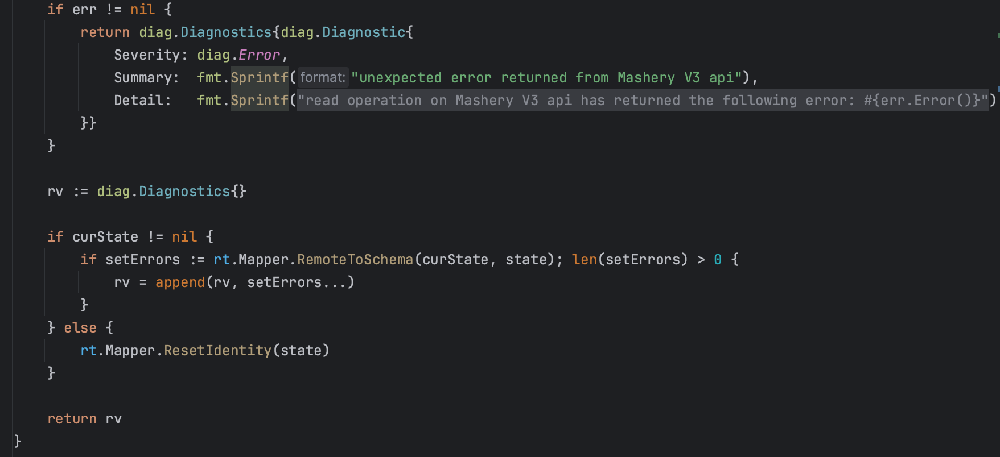 if err != nil {
return diag.Diagnostics{diag.Diagnostic{
Severity: diag.Error,
Summary:  fmt.Sprintf( format: "unexpected error returned from Mashery V3 api"),
Detail:   fmt.Sprintf("read operation on Mashery V3 api has returned the following error: #{err.Error()}")
}}
}
rv := diag.Diagnostics{}
if curState != nil {
if setErrors := rt.Mapper.RemoteToSchema(curState, state); len(setErrors) > 0 {
rv = append(rv, setErrors...)
}
} else {
rt.Mapper.ResetIdentity(state)
}
return rv
}